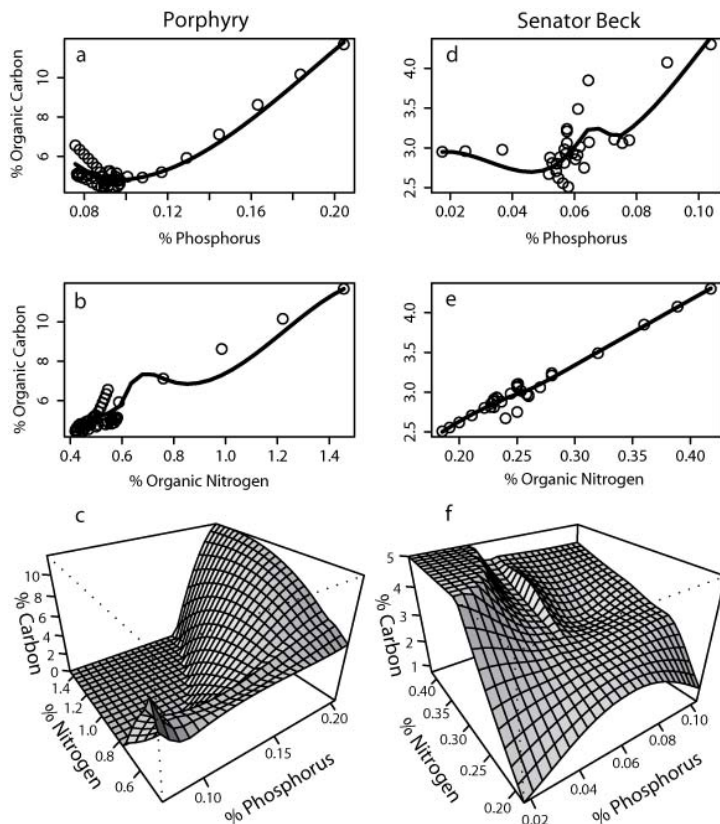 Porphyry
Senator Beck
a
% Organic Carbon
10
8
6
0.08 0.12 0.16 0.20
% Phosphorus
d
4.0
3.5
3.0
2.5
0.02 0.04 0.06 0.08 0.10
% Phosphorus
b
% Organic Carbon
10
8
6
0.4 0.6 0.8 1.0 1.2 1.4
% Organic Nitrogen
e
4.0
3.5
3.0
2.5
0.20 0.25 0.30 0.35 0.40
% Organic Nitrogen
c
% Carbon
10
8
6
4
2
0
% Nitrogen
1.4
1.2
1.0
0.8
0.6
% Phosphorus
0.10
0.15
0.20
f
% Carbon
5
4
3
2
1
% Nitrogen
0.40
0.35
0.30
0.25
0.20
% Phosphorus
0.02
0.04
0.06
0.08
0.10